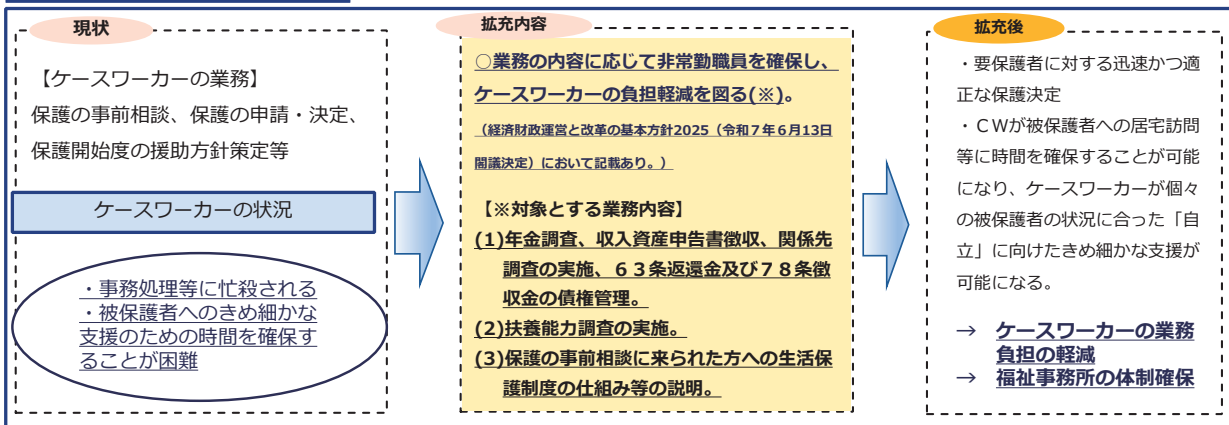 現状
【ケースワーカーの業務】
保護の事前相談、保護の申請・決定、
保護開始度の援助方針策定等
ケースワーカーの状況
・事務処理等に忙殺される
・被保護者へのきめ細かな
支援のための時間を確保す
ることが困難
拡充内容
○業務の内容に応じて非常勤職員を確保し、
ケースワーカーの負担軽減を図る(※)。
（経済財政運営と改革の基本方針2025（令和７年６月13日
閣議決定）において記載あり。）
【※対象とする業務内容】
(1)年金調査、収入資産申告書徴収、関係先
調査の実施、６３条返還金及び７８条徴
収金の債権管理。
(2)扶養能力調査の実施。
(3)保護の事前相談に来られた方への生活保
護制度の仕組み等の説明。
拡充後
・要保護者に対する迅速かつ適
正な保護決定
・ＣＷが被保護者への居宅訪問
等に時間を確保することが可能
になり、ケースワーカーが個々
の被保護者の状況に合った「自
立」に向けたきめ細かな支援が
可能になる。
→ ケースワーカーの業務
負担の軽減
→ 福祉事務所の体制確保